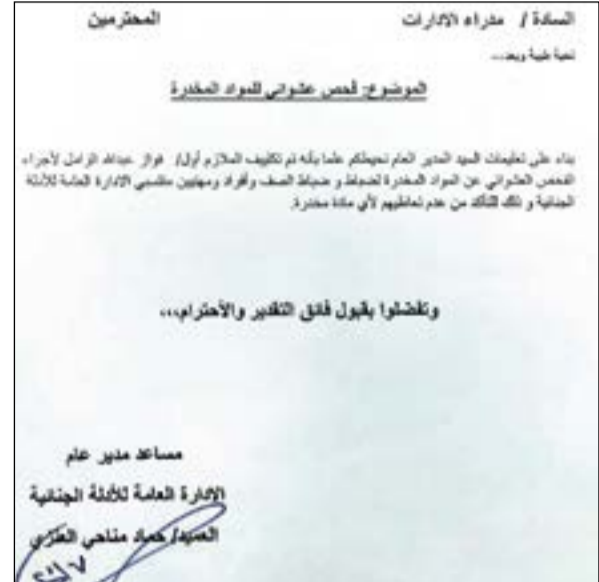 السادة / مدراء الادارات المحترمين
تحية طيبة وبعد...
الموضوع: فحص عشوائي للمواد المخدرة
بناء على تعليمات السيد المدير العام نحيطكم علما بأنه تم تكليف الملازم أول/ فواز عبدالله الزامل لأجراء
الفحص العشوائي عن المواد المخدرة لضباط و ضباط الصف وأفراد ومهنيين منتسبي الادارة العامة للأدلة
الجنائية و ذلك للتأكد من عدم تعاطيهم لأي مادة مخدرة.
وتفضلوا بقبول فائق التقدير والأحترام،،،
مساعد مدير عام
الإدارة العامة للأدلة الجنائية
العميد/ حماد مناحي العنزي